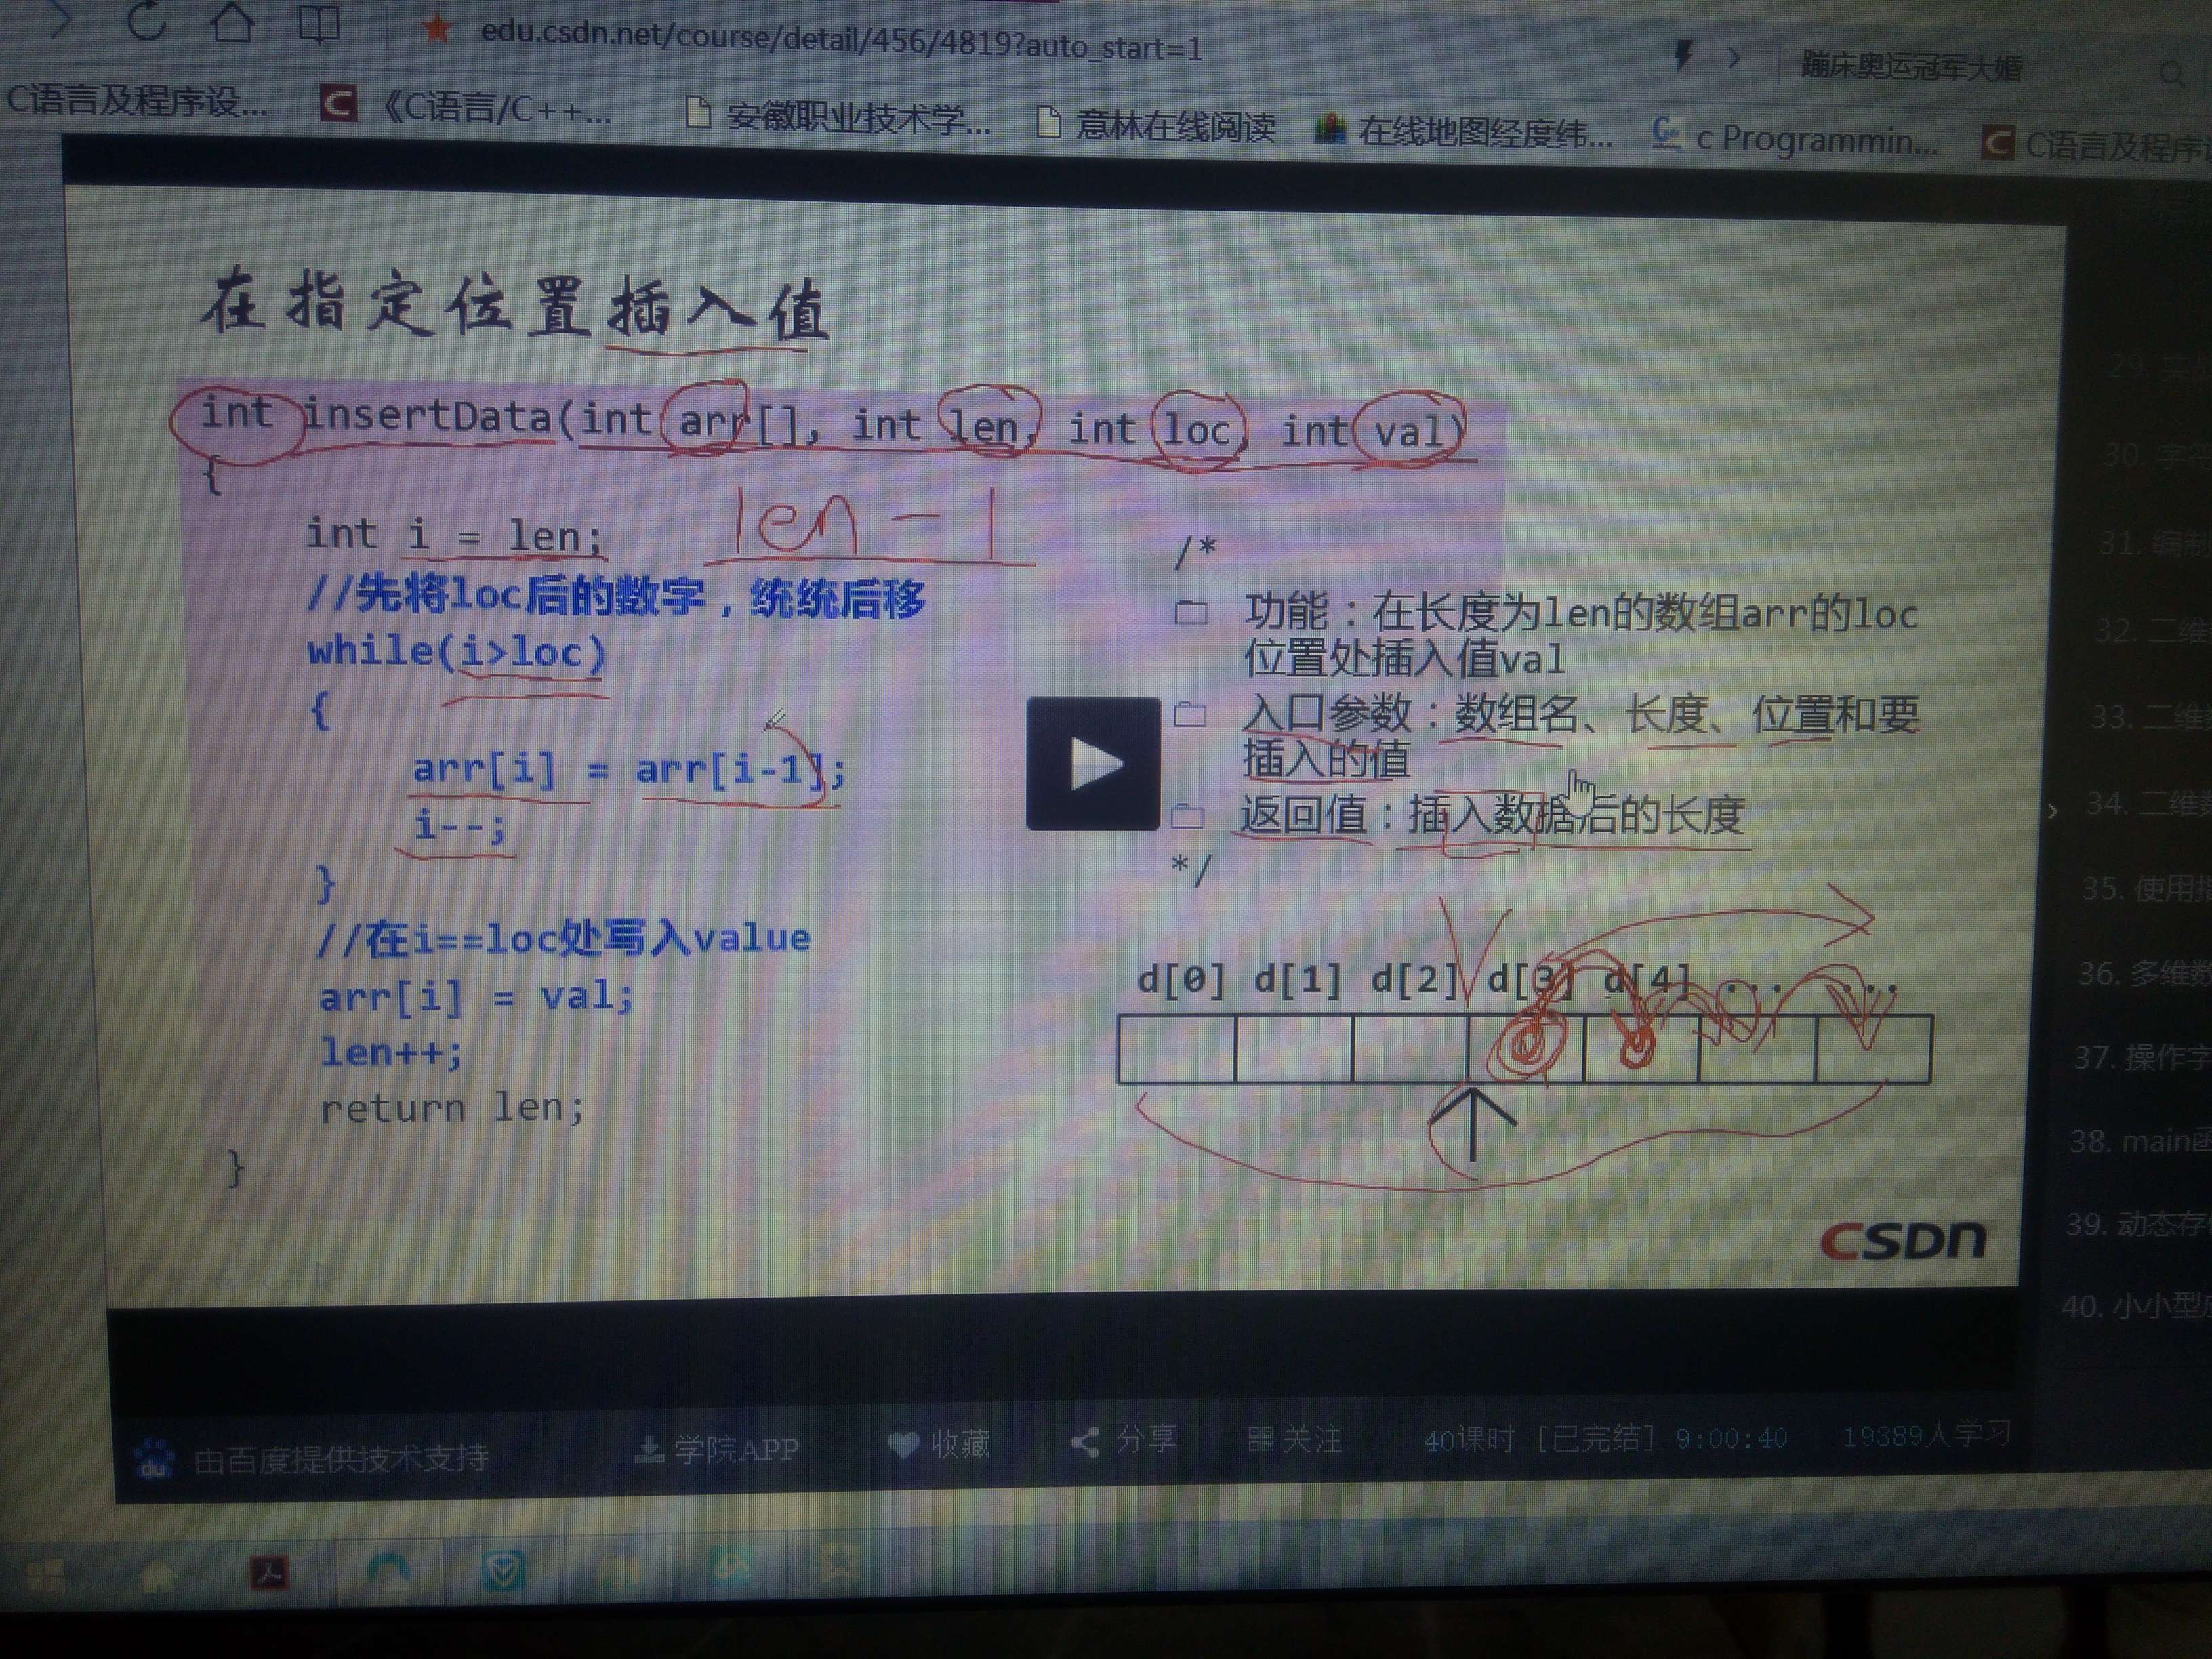 edu.csdn.net/course/detail/456/4819?auto_start=1
蹦床奥运冠军大婚
C语言及程序设...
《C语言/C++...
安徽职业技术学...
意林在线阅读
在线地图经度纬...
c Programmin...
C语言及程序设
在指定位置插入值
int insertData(int arr[], int len, int loc, int val)
{
int i = len;
len-1
//先将loc后的数字，统统后移
while(i>loc)
{
arr[i] = arr[i-1];
i--;
}
//在i==loc处写入value
arr[i] = val;
len++;
return len;
}
/*
功能：在长度为len的数组arr的loc
位置处插入值val
入口参数：数组名、长度、位置和要
插入的值
返回值：插入数据后的长度
*/
d[0] d[1] d[2] d[3] d[4] ... ...
CSDN
29. 实
30. 字符
31. 编制
32. 二维
33. 二维
34. 二维数
35. 使用指
36. 多维数
37. 操作字
38. main函
39. 动态存
40. 小小型
du 由百度提供技术支持
学院APP
收藏
分享
关注
40课时 [已完结] 9:00:40
19389人学习